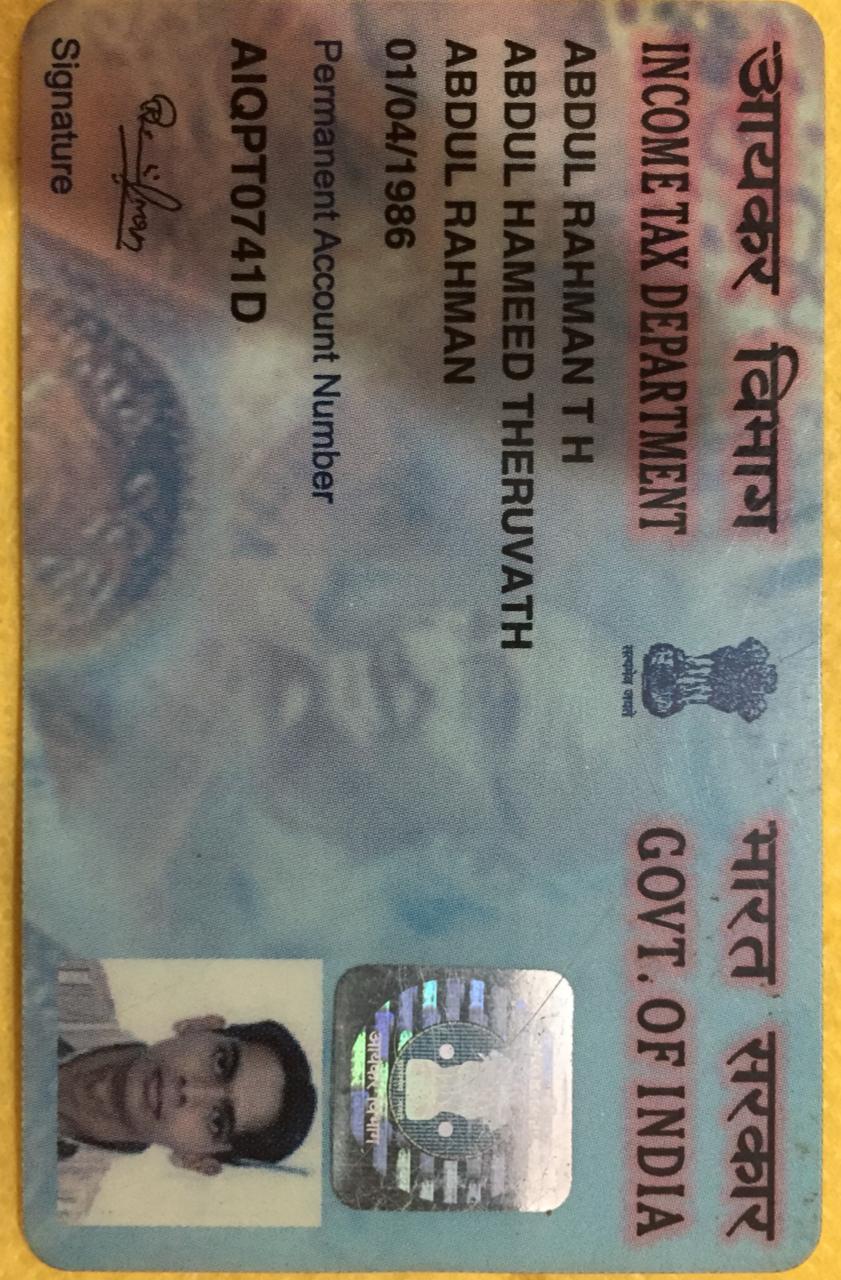 आयकर विभाग
INCOME TAX DEPARTMENT
भारत सरकार
GOVT. OF INDIA
सत्यमेव जयते
ABDUL RAHMAN T H
ABDUL HAMEED THERUVATH
ABDUL RAHMAN
01/04/1986
Permanent Account Number
AIQPT0741D
Signature
आयकर विभाग